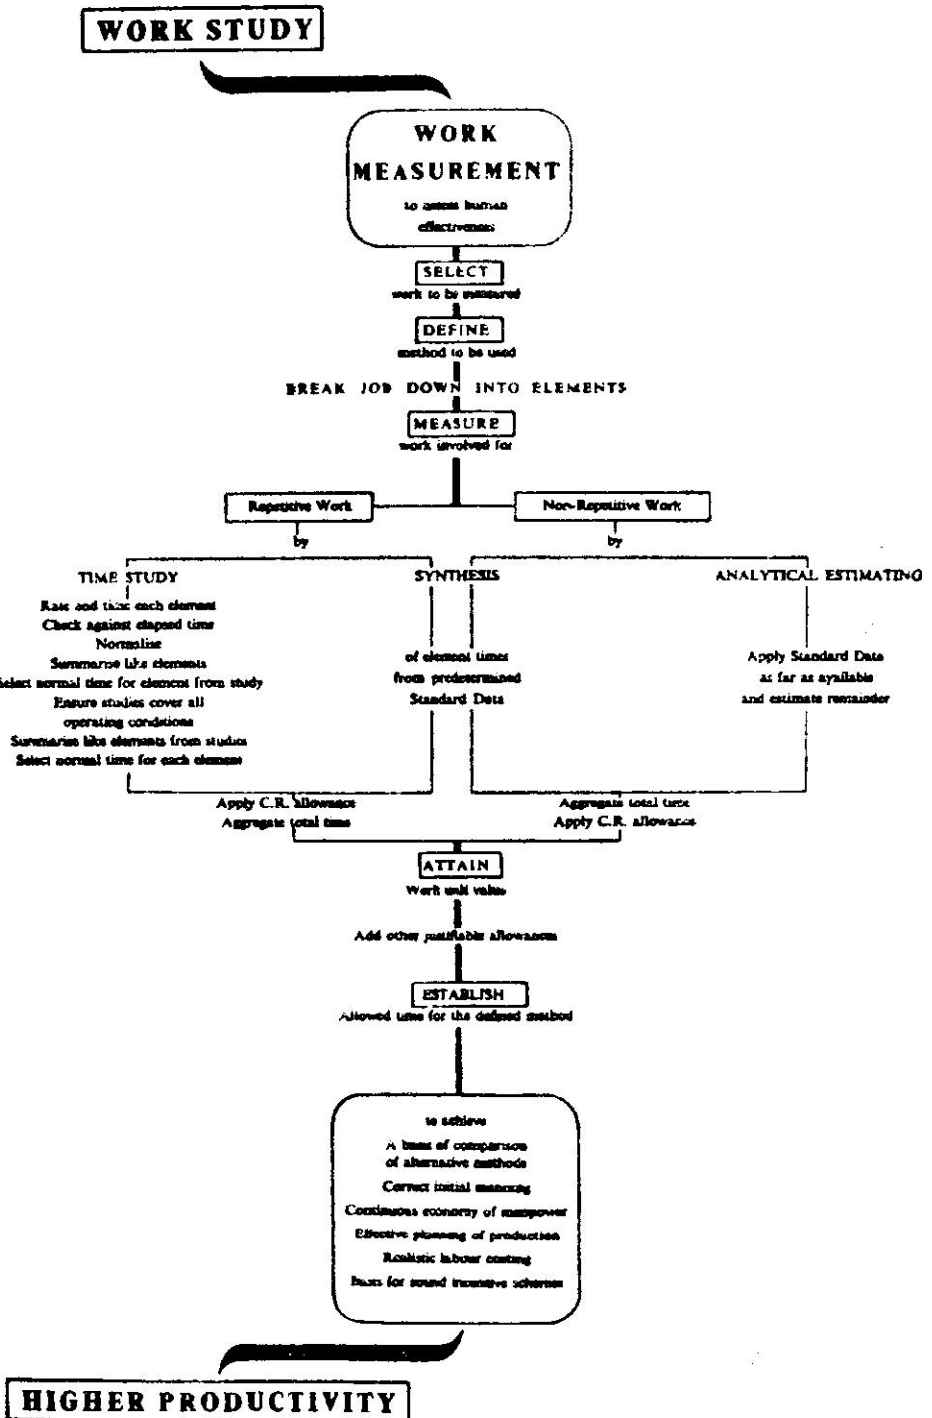 WORK STUDY
WORK
MEASUREMENT
to assess human
effectiveness
SELECT
work to be measured
DEFINE
method to be used
BREAK JOB DOWN INTO ELEMENTS
MEASURE
work involved for
Repetitive Work
Non-Repetitive Work
by
by
TIME STUDY
SYNTHESIS
ANALYTICAL ESTIMATING
Rate and time each element
Check against elapsed time
Normalise
Summarise like elements
Select normal time for element from study
Ensure studies cover all
operating conditions
Summarise like elements from studies
Select normal time for each element
of element times
from predetermined
Standard Data
Apply Standard Data
as far as available
and estimate remainder
Apply C.R. allowance
Aggregate total time
Aggregate total time
Apply C.R. allowance
ATTAIN
Work unit value
Add other justifiable allowances
ESTABLISH
Allowed time for the defined method
to achieve
A basis of comparison
of alternative methods
Correct initial manning
Continuous economy of manpower
Effective planning of production
Realistic labour costing
Basis for sound incentive schemes
HIGHER PRODUCTIVITY